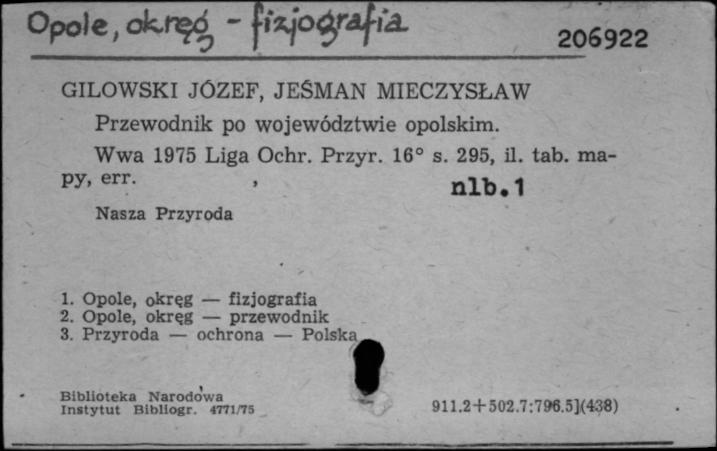 Opole, okręg - fizjografia
206922
GILOWSKI JÓZEF, JEŚMAN MIECZYSŁAW
Przewodnik po województwie opolskim.
Wwa 1975 Liga Ochr. Przyr. 16° s. 295, il. tab. ma-
py, err.
nlb.1
Nasza Przyroda
1. Opole, okręg — fizjografia
2. Opole, okręg — przewodnik
3. Przyroda — ochrona — Polska
Biblioteka Narodowa
Instytut Bibliogr. 4771/75
911.2+502.7:796.5](438)